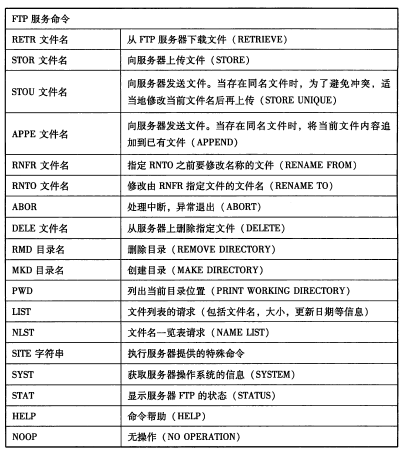 FTP 服务命令
RETR 文件名 从 FTP 服务器下载文件（RETRIEVE）
STOR 文件名 向服务器上传文件（STORE）
STOU 文件名 向服务器发送文件。当存在同名文件时，为了避免冲突，适
当地修改当前文件名后再上传（STORE UNIQUE）
APPE 文件名 向服务器发送文件。当存在同名文件时，将当前文件内容追
加到已有文件（APPEND）
RNFR 文件名 指定 RNTO 之前要修改名称的文件（RENAME FROM）
RNTO 文件名 修改由 RNFR 指定文件的文件名（RENAME TO）
ABOR 处理中断，异常退出（ABORT）
DELE 文件名 从服务器上删除指定文件（DELETE）
RMD 目录名 删除目录（REMOVE DIRECTORY）
MKD 目录名 创建目录（MAKE DIRECTORY）
PWD 列出当前目录位置（PRINT WORKING DIRECTORY）
LIST 文件列表的请求（包括文件名，大小，更新日期等信息）
NLST 文件名一览表请求（NAME LIST）
SITE 字符串 执行服务器提供的特殊命令
SYST 获取服务器操作系统的信息（SYSTEM）
STAT 显示服务器 FTP 的状态（STATUS）
HELP 命令帮助（HELP）
NOOP 无操作（NO OPERATION）